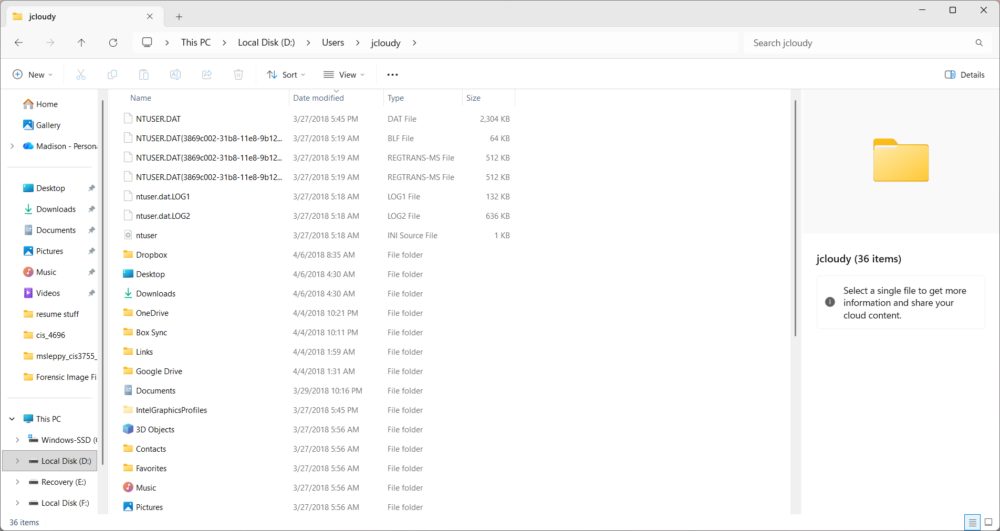 jcloudy
This PC > Local Disk (D:) > Users > jcloudy >
Search jcloudy
New
Sort
View
Details
Home
Gallery
Madison - Persona
Desktop
Downloads
Documents
Pictures
Music
Videos
resume stuff
cis_4696
msleppy_cis3755_
Forensic Image Fi
This PC
Windows-SSD (C
Local Disk (D:)
Recovery (E:)
Local Disk (F:)
Name Date modified Type Size
NTUSER.DAT 3/27/2018 5:45 PM DAT File 2,304 KB
NTUSER.DAT{3869c002-31b8-11e8-9b12... 3/27/2018 5:19 AM BLF File 64 KB
NTUSER.DAT{3869c002-31b8-11e8-9b12... 3/27/2018 5:19 AM REGTRANS-MS File 512 KB
NTUSER.DAT{3869c002-31b8-11e8-9b12... 3/27/2018 5:19 AM REGTRANS-MS File 512 KB
ntuser.dat.LOG1 3/27/2018 5:18 AM LOG1 File 132 KB
ntuser.dat.LOG2 3/27/2018 5:18 AM LOG2 File 636 KB
ntuser 3/27/2018 5:18 AM INI Source File 1 KB
Dropbox 4/6/2018 8:35 AM File folder
Desktop 4/6/2018 4:30 AM File folder
Downloads 4/6/2018 4:30 AM File folder
OneDrive 4/4/2018 10:21 PM File folder
Box Sync 4/4/2018 10:11 PM File folder
Links 4/4/2018 1:59 AM File folder
Google Drive 4/4/2018 1:31 AM File folder
Documents 3/29/2018 10:16 PM File folder
IntelGraphicsProfiles 3/27/2018 5:45 PM File folder
3D Objects 3/27/2018 5:56 AM File folder
Contacts 3/27/2018 5:56 AM File folder
Favorites 3/27/2018 5:56 AM File folder
Music 3/27/2018 5:56 AM File folder
Pictures 3/27/2018 5:56 AM File folder
jcloudy (36 items)
Select a single file to get more
information and share your
cloud content.
36 items